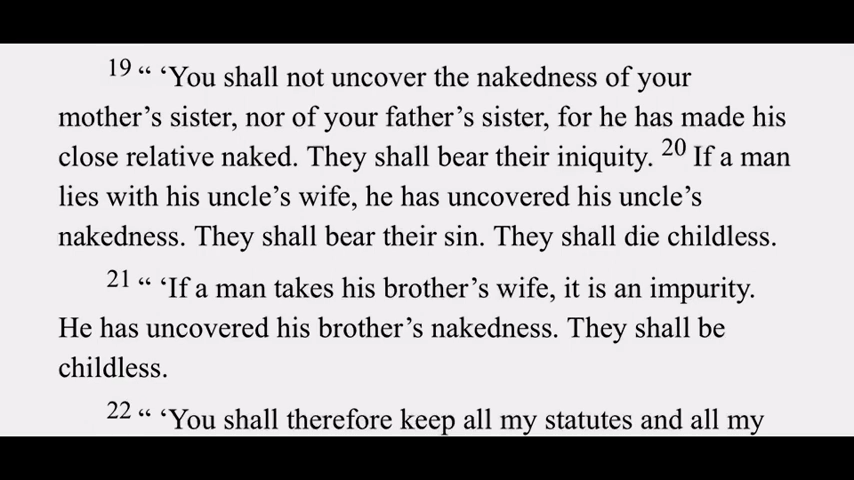 19 “ ‘You shall not uncover the nakedness of your
mother’s sister, nor of your father’s sister, for he has made his
close relative naked. They shall bear their iniquity. 20 If a man
lies with his uncle’s wife, he has uncovered his uncle’s
nakedness. They shall bear their sin. They shall die childless.
21 “ ‘If a man takes his brother’s wife, it is an impurity.
He has uncovered his brother’s nakedness. They shall be
childless.
22 “ ‘You shall therefore keep all my statutes and all my